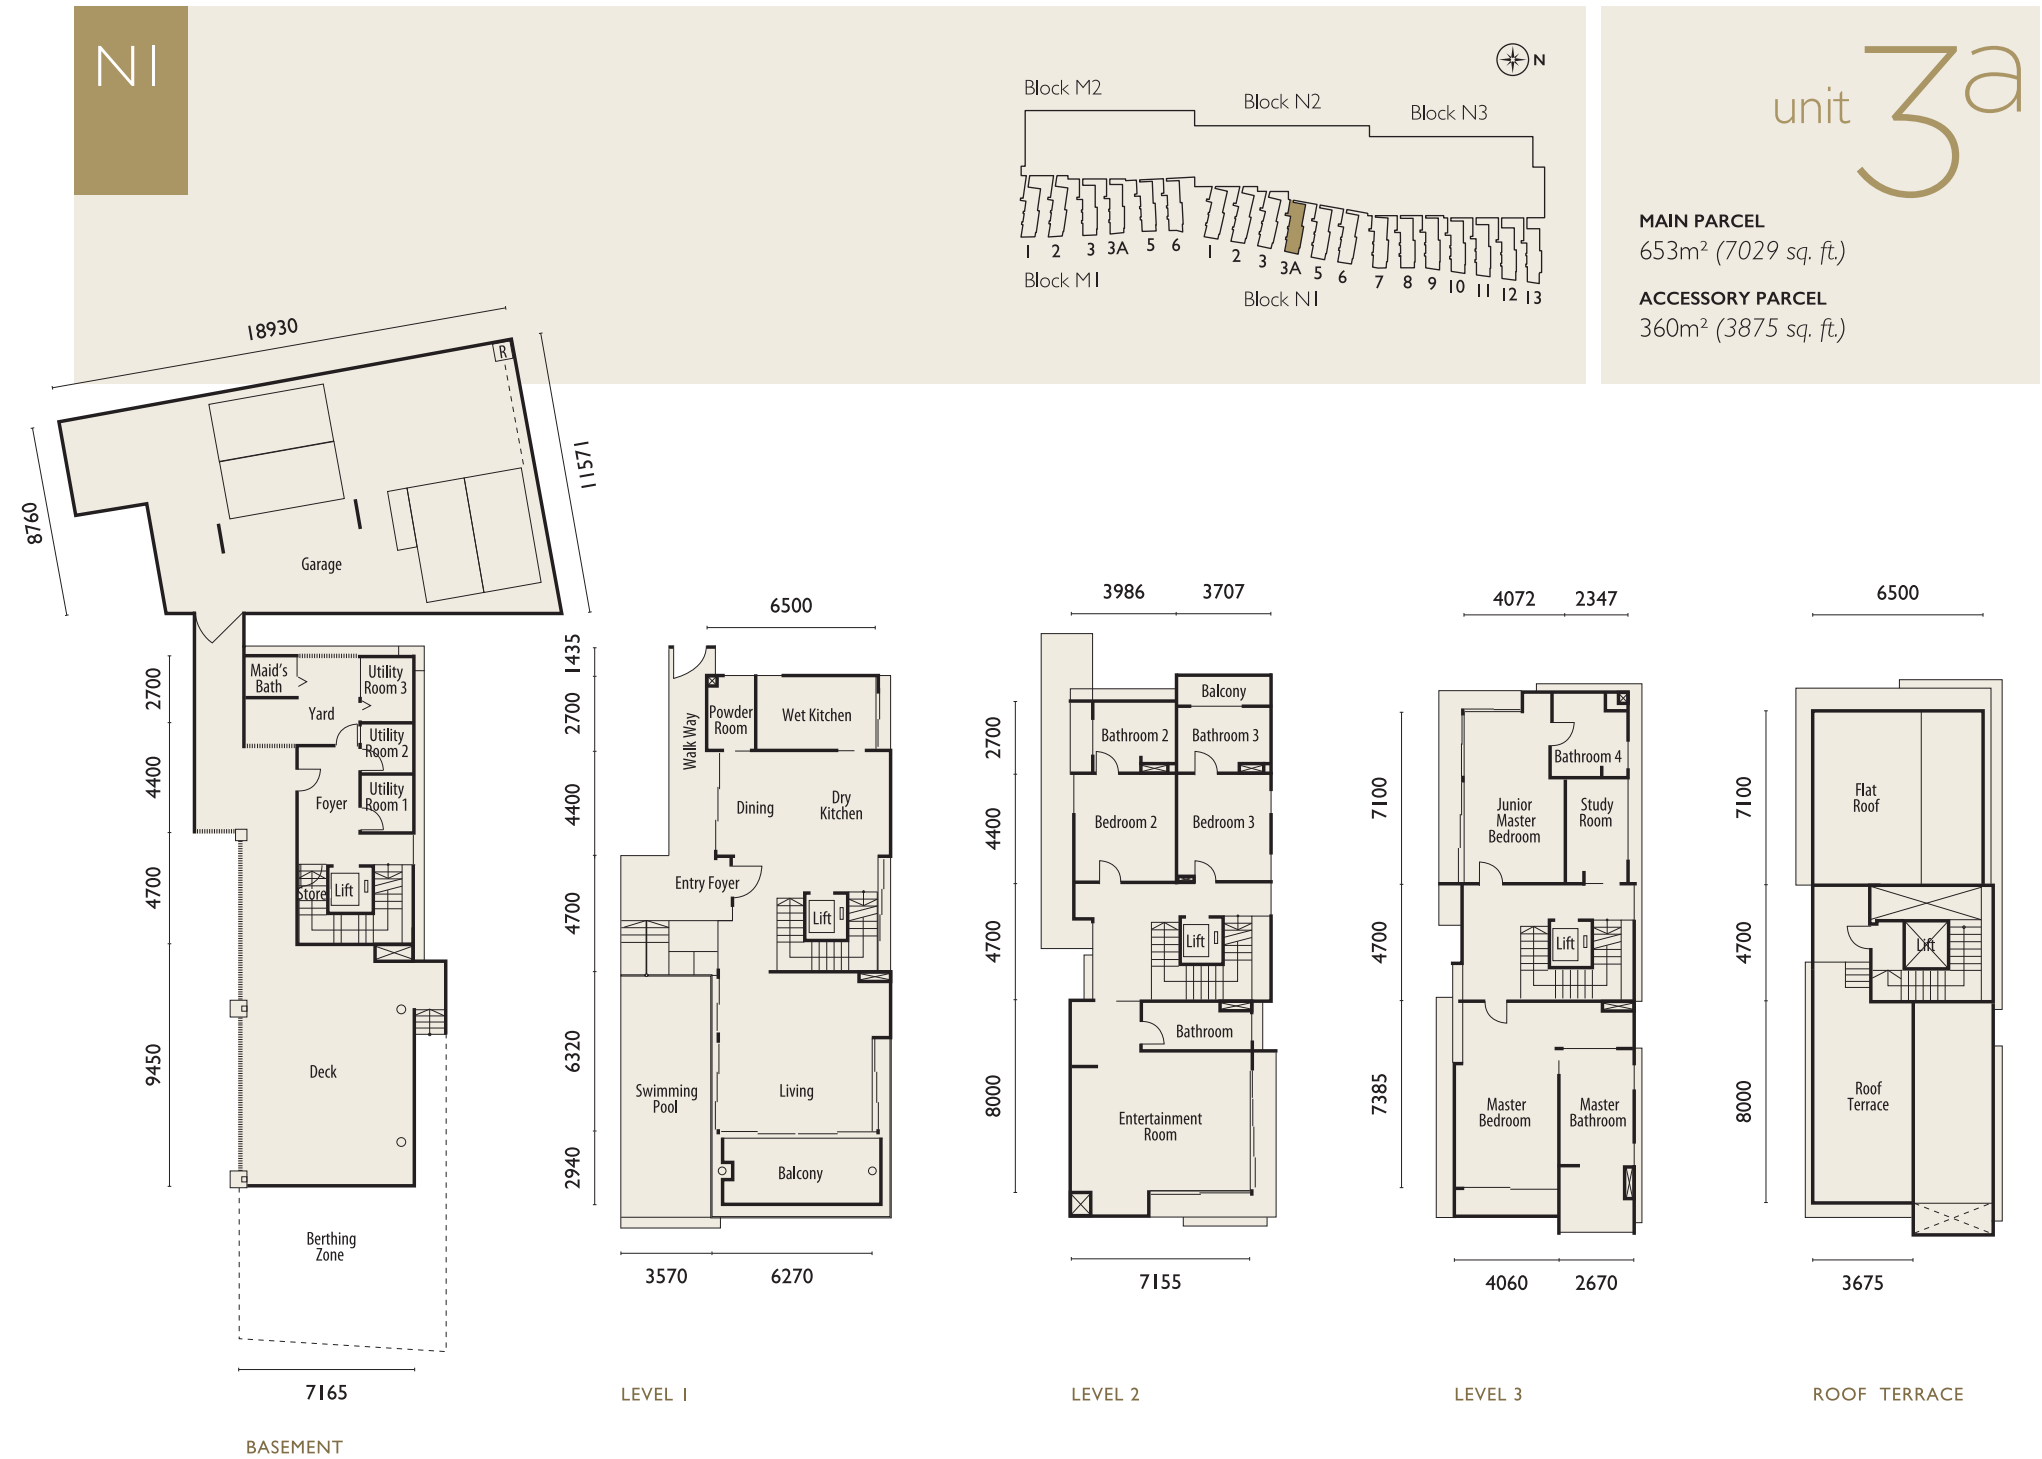 N1
N
Block M2
Block N2
Block N3
1 2 3 3A 5 6
1 2 3 3A 5 6 7 8 9 10 11 12 13
Block M1
Block N1
unit 3a
MAIN PARCEL
653m² (7029 sq. ft.)
ACCESSORY PARCEL
360m² (3875 sq. ft.)
18930
R
11571
8760
Garage
2700
4400
4700
9450
Maid's
Bath
Utility
Room 3
Yard
Utility
Room 2
Foyer
Utility
Room 1
Store
Lift
Deck
Berthing
Zone
7165
BASEMENT
6500
1435
2700
4400
4700
6320
2940
Powder
Room
Wet Kitchen
Walk Way
Dining
Dry
Kitchen
Entry Foyer
Lift
Swimming
Pool
Living
Balcony
3570
6270
LEVEL 1
3986
3707
2700
4400
4700
8000
Balcony
Bathroom 2
Bathroom 3
Bedroom 2
Bedroom 3
Lift
Bathroom
Entertainment
Room
7155
LEVEL 2
4072
2347
7100
4700
7385
Bathroom 4
Junior
Master
Bedroom
Study
Room
Lift
Master
Bedroom
Master
Bathroom
4060
2670
LEVEL 3
6500
7100
4700
8000
Flat
Roof
Lift
Roof
Terrace
3675
ROOF TERRACE